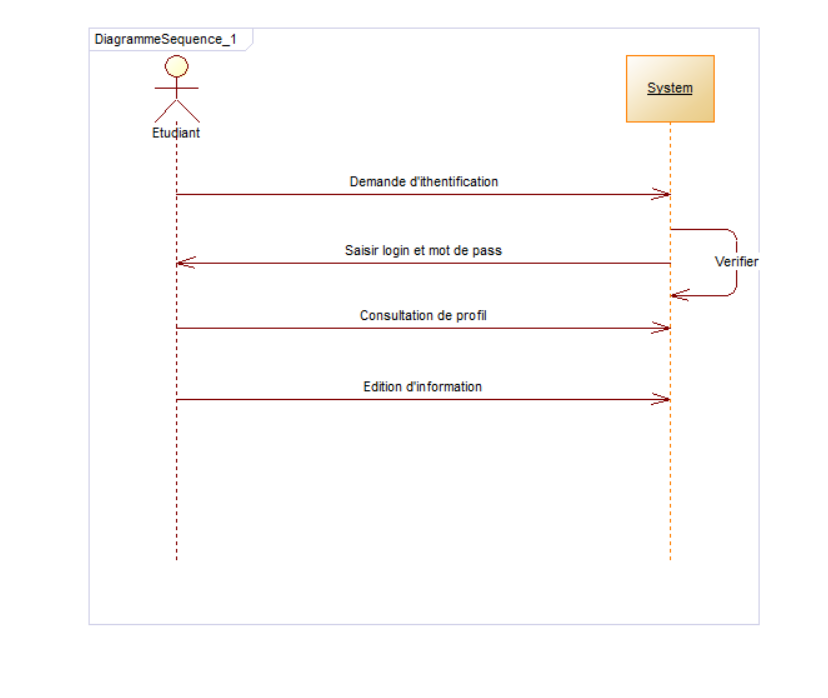 DiagrammeSequence_1
System
Etudiant
Demande d'ithentification
Saisir login et mot de pass
Verifier
Consultation de profil
Edition d'information